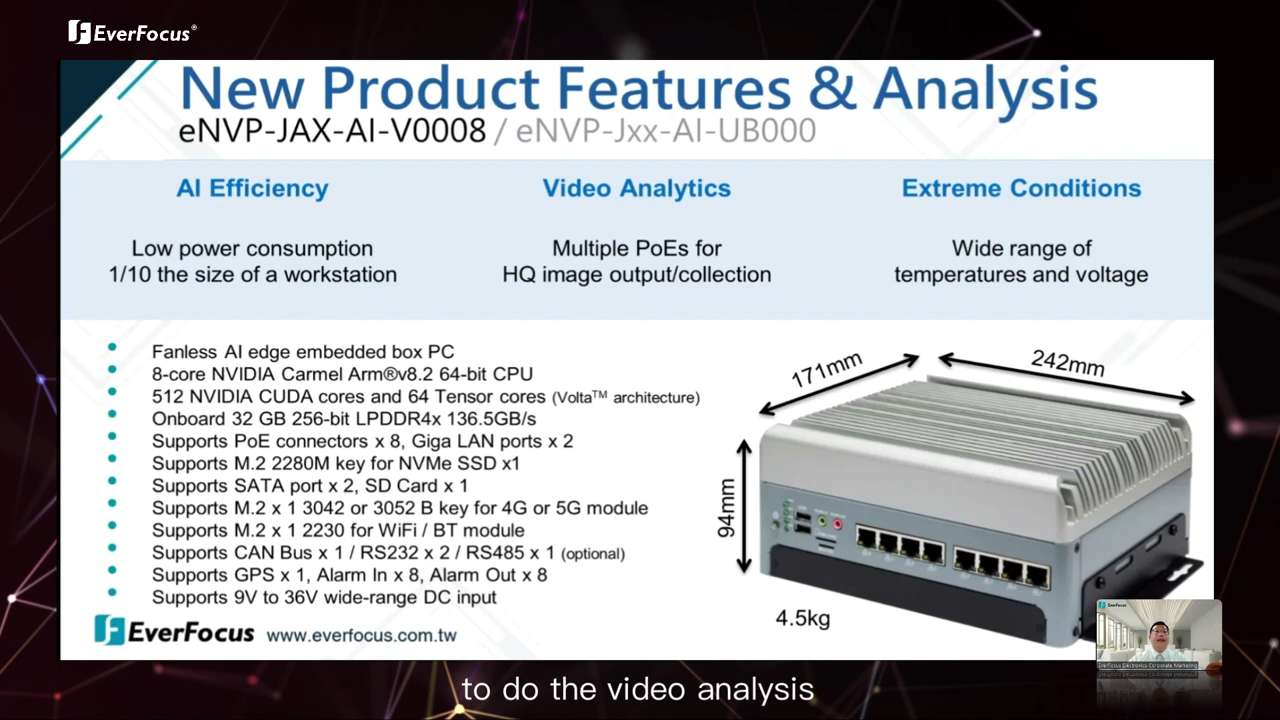 EverFocus®
New Product Features & Analysis
eNVP-JAX-AI-V0008 / eNVP-Jxx-AI-UB000
AI Efficiency
Low power consumption
1/10 the size of a workstation
Video Analytics
Multiple PoEs for
HQ image output/collection
Extreme Conditions
Wide range of
temperatures and voltage
Fanless AI edge embedded box PC
8-core NVIDIA Carmel Arm®v8.2 64-bit CPU
512 NVIDIA CUDA cores and 64 Tensor cores (Volta™ architecture)
Onboard 32 GB 256-bit LPDDR4x 136.5GB/s
Supports PoE connectors x 8, Giga LAN ports x 2
Supports M.2 2280M key for NVMe SSD x1
Supports SATA port x 2, SD Card x 1
Supports M.2 x 1 3042 or 3052 B key for 4G or 5G module
Supports M.2 x 1 2230 for WiFi / BT module
Supports CAN Bus x 1 / RS232 x 2 / RS485 x 1 (optional)
Supports GPS x 1, Alarm In x 8, Alarm Out x 8
Supports 9V to 36V wide-range DC input
171mm
242mm
94mm
4.5kg
EverFocus www.everfocus.com.tw
EverFocus
EverFocus Electronics Corporate Marketing
to do the video analysis